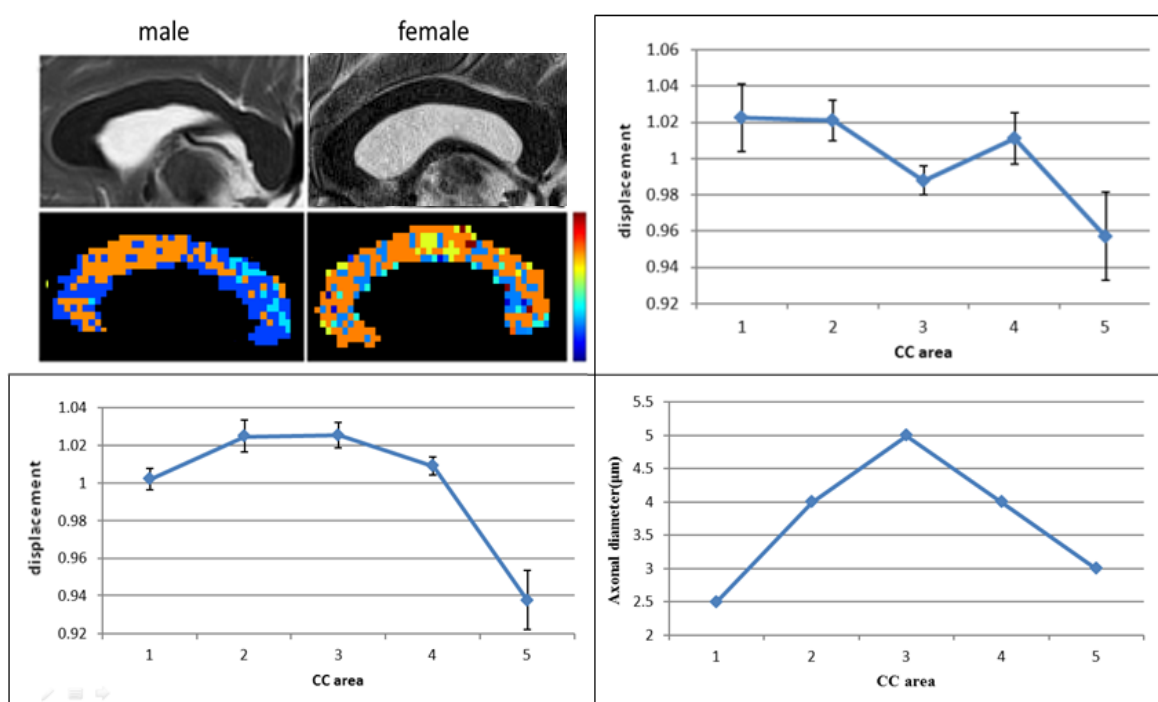 male
female
1.06
1.04
1.02
1
0.98
0.96
0.94
0.92
displacement
1 2 3 4 5
CC area
1.04
1.02
1
0.98
0.96
0.94
0.92
displacement
1 2 3 4 5
CC area
5.5
5
4.5
4
3.5
3
2.5
2
Axonal diameter(µm)
1 2 3 4 5
CC area